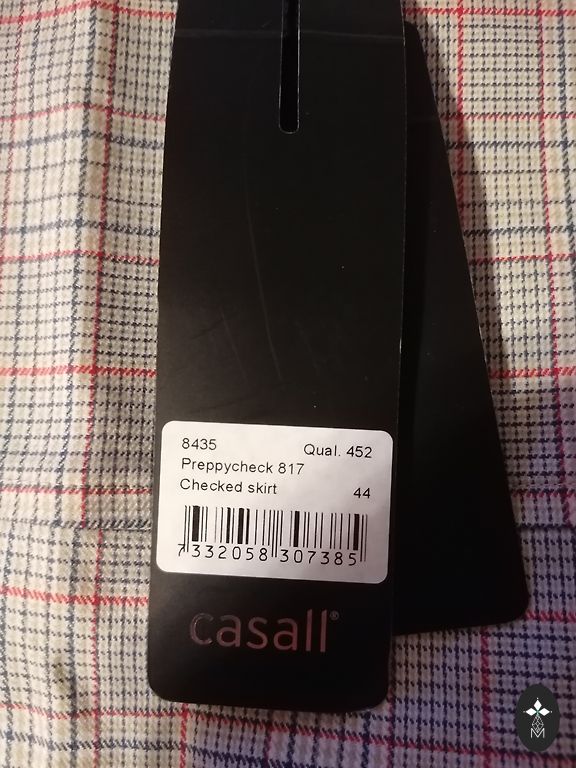 8435 Qual. 452
Preppycheck 817
Checked skirt 44
7 332058 307385
casall®
M